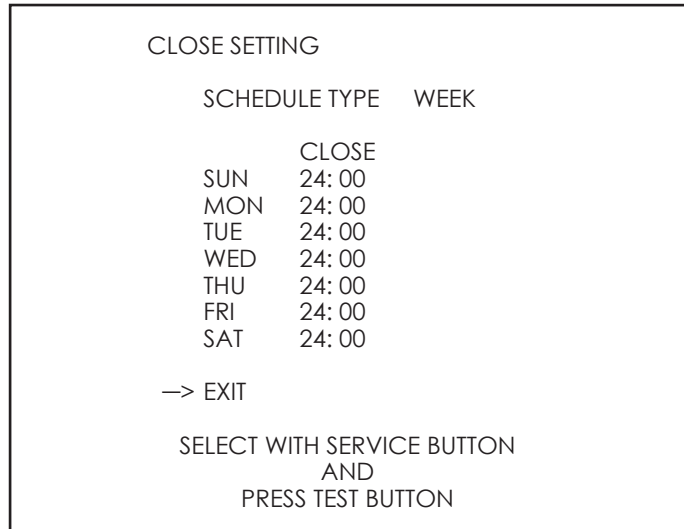 CLOSE SETTING
SCHEDULE TYPE WEEK
CLOSE
SUN 24: 00
MON 24: 00
TUE 24: 00
WED 24: 00
THU 24: 00
FRI 24: 00
SAT 24: 00
—> EXIT
SELECT WITH SERVICE BUTTON
AND
PRESS TEST BUTTON